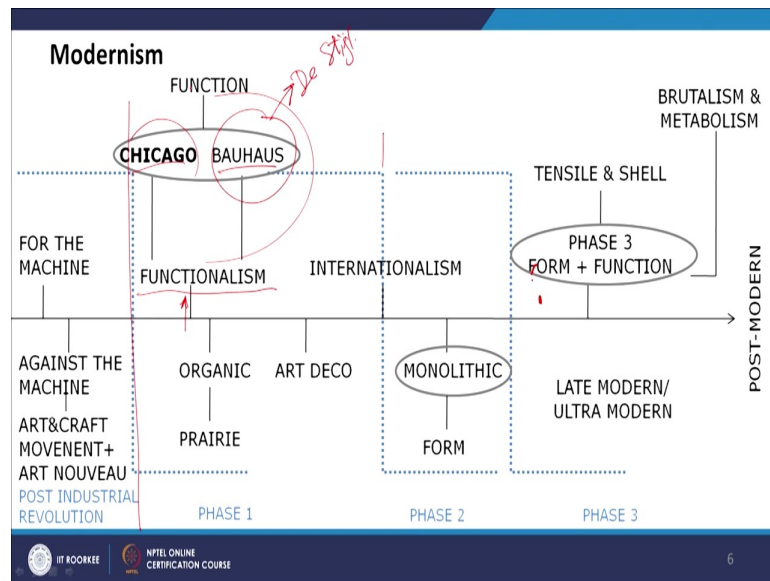 Modernism
De Stijl.
FUNCTION
CHICAGO
BAUHAUS
BRUTALISM &
METABOLISM
TENSILE & SHELL
FOR THE
MACHINE
FUNCTIONALISM
INTERNATIONALISM
PHASE 3
FORM + FUNCTION
POST-MODERN
AGAINST THE
MACHINE
ART&CRAFT
MOVENENT+
ART NOUVEAU
ORGANIC
PRAIRIE
ART DECO
MONOLITHIC
FORM
LATE MODERN/
ULTRA MODERN
POST INDUSTRIAL
REVOLUTION
PHASE 1
PHASE 2
PHASE 3
IIT ROORKEE
NPTEL ONLINE
CERTIFICATION COURSE
6